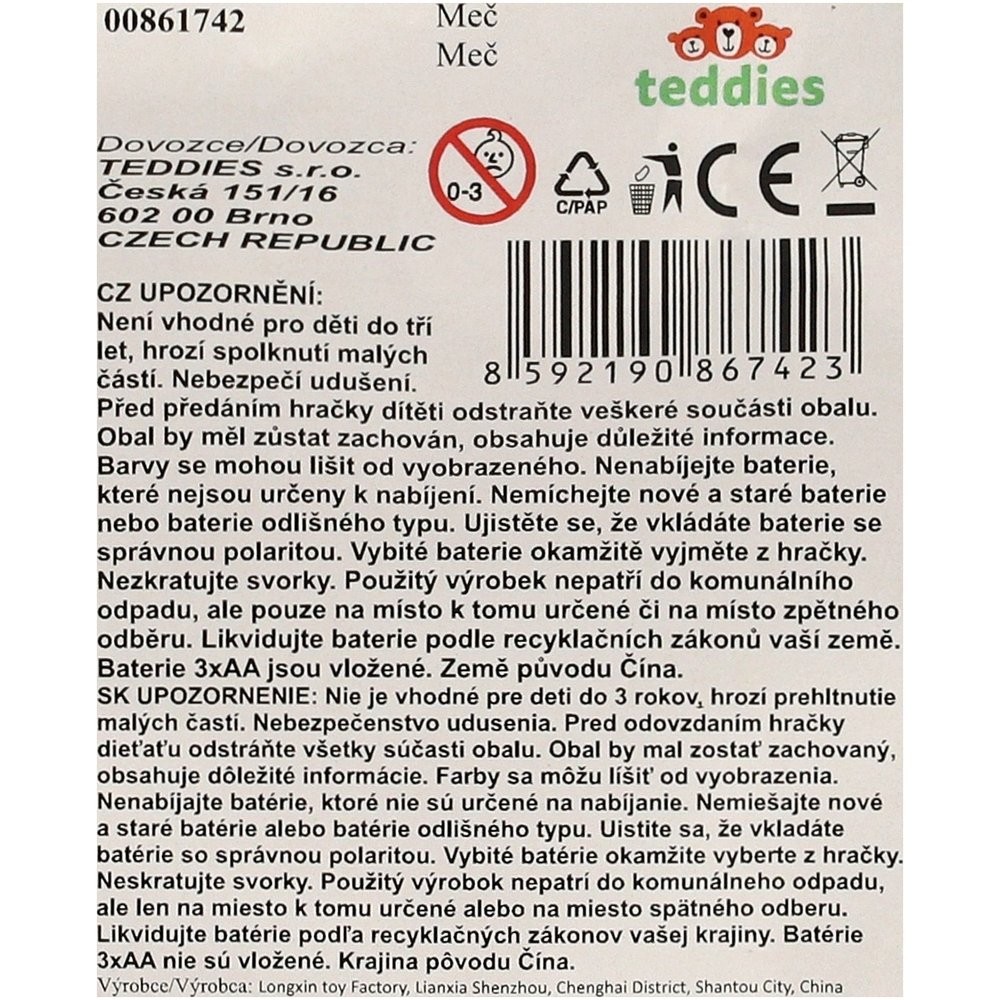 00861742
Meč
Meč
teddies
Dovozce/Dovozca:
TEDDIES s.r.o.
Česká 151/16
602 00 Brno
CZECH REPUBLIC
0-3
C/PAP
CE
8 592190 867423
CZ UPOZORNĚNÍ:
Není vhodné pro děti do tří
let, hrozí spolknutí malých
částí. Nebezpečí udušení.
Před předáním hračky dítěti odstraňte veškeré součásti obalu.
Obal by měl zůstat zachován, obsahuje důležité informace.
Barvy se mohou lišit od vyobrazeného. Nenabíjejte baterie,
které nejsou určeny k nabíjení. Nemíchejte nové a staré baterie
nebo baterie odlišného typu. Ujistěte se, že vkládáte baterie se
správnou polaritou. Vybité baterie okamžitě vyjměte z hračky.
Nezkratujte svorky. Použitý výrobek nepatří do komunálního
odpadu, ale pouze na místo k tomu určené či na místo zpětného
odběru. Likvidujte baterie podle recyklačních zákonů vaší země.
Baterie 3xAA jsou vložené. Země původu Čína.
SK UPOZORNENIE: Nie je vhodné pre deti do 3 rokov, hrozí prehltnutie
malých častí. Nebezpečenstvo udusenia. Pred odovzdaním hračky
dieťaťu odstráňte všetky súčasti obalu. Obal by mal zostať zachovaný,
obsahuje dôležité informácie. Farby sa môžu líšiť od vyobrazenia.
Nenabíjajte batérie, ktoré nie sú určené na nabíjanie. Nemiešajte nové
a staré batérie alebo batérie odlišného typu. Uistite sa, že vkladáte
batérie so správnou polaritou. Vybité batérie okamžite vyberte z hračky.
Neskratujte svorky. Použitý výrobok nepatrí do komunálneho odpadu,
ale len na miesto k tomu určené alebo na miesto spätného odberu.
Likvidujte batérie podľa recyklačných zákonov vašej krajiny. Batérie
3xAA nie sú vložené. Krajina pôvodu Čína.
Výrobce/Výrobca: Longxin toy Factory, Lianxia Shenzhou, Chenghai District, Shantou City, China